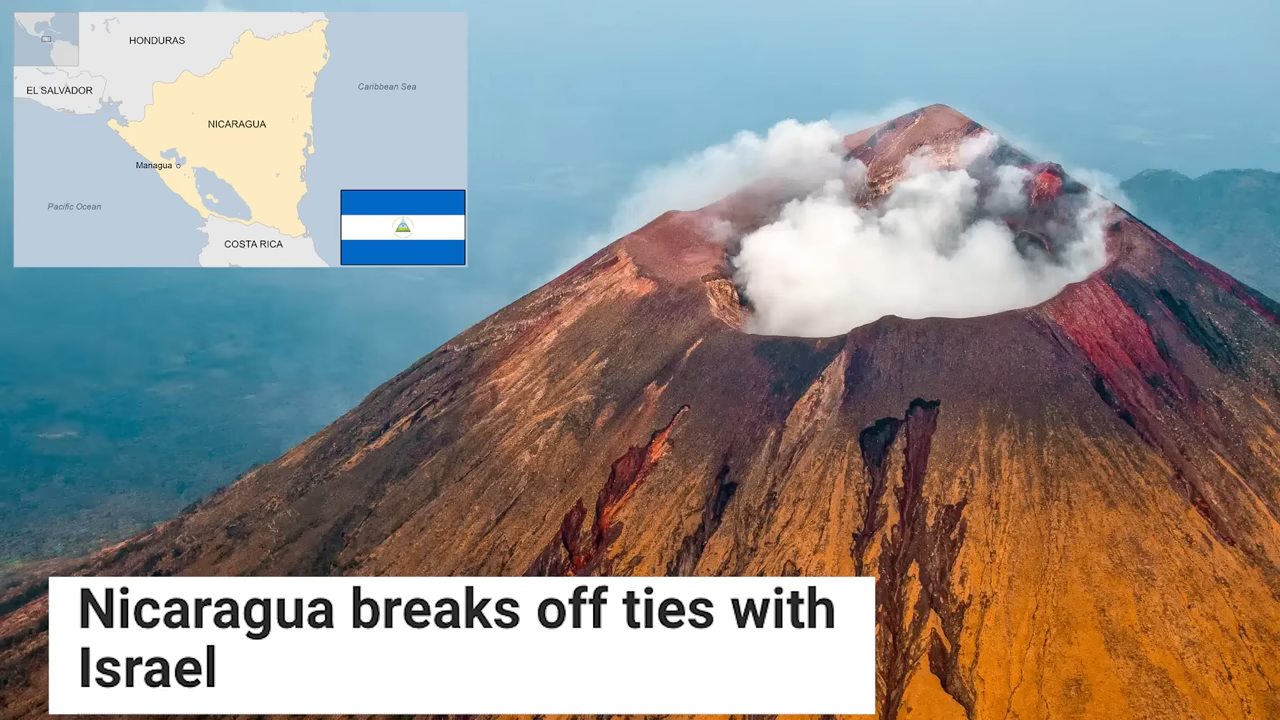 HONDURAS
EL SALVADOR
Caribbean Sea
NICARAGUA
Managua
Pacific Ocean
COSTA RICA
Nicaragua breaks off ties with
Israel